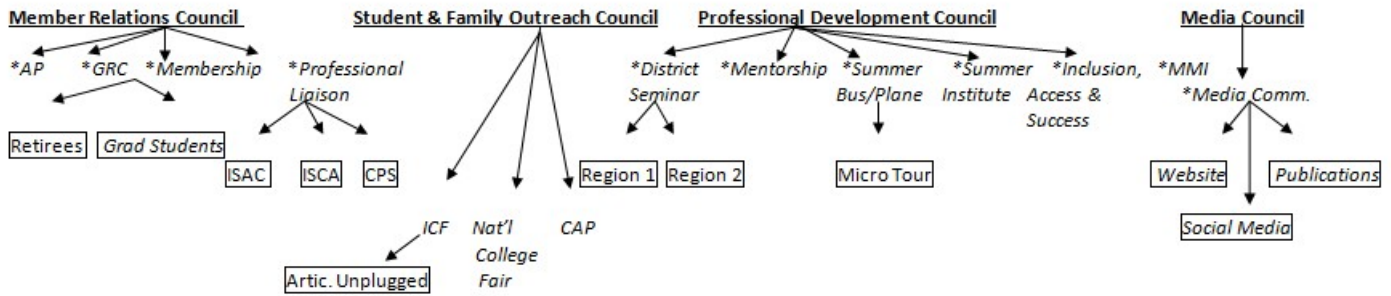 Member Relations Council
Student & Family Outreach Council
Professional Development Council
Media Council
*AP
*GRC
*Membership
*Professional
Liaison
*District
Seminar
*Mentorship
*Summer
Bus/Plane
*Summer
Institute
*Inclusion,
Access &
Success
*MMI
*Media Comm.
Retirees
Grad Students
ISAC
ISCA
CPS
Region 1
Region 2
Micro Tour
Website
Publications
Social Media
ICF
Nat’l
College
Fair
CAP
Artic. Unplugged